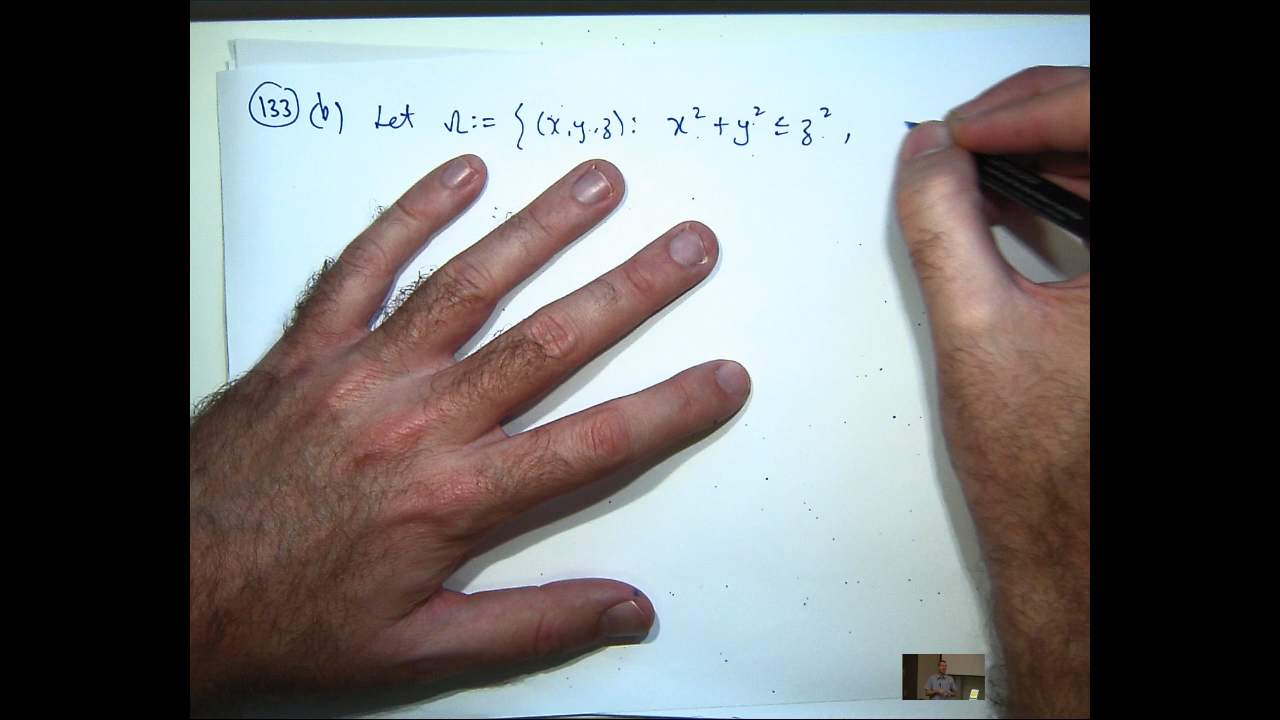 (133) (b) Let Ω := { (x, y, z) : x² + y² ≤ z²,